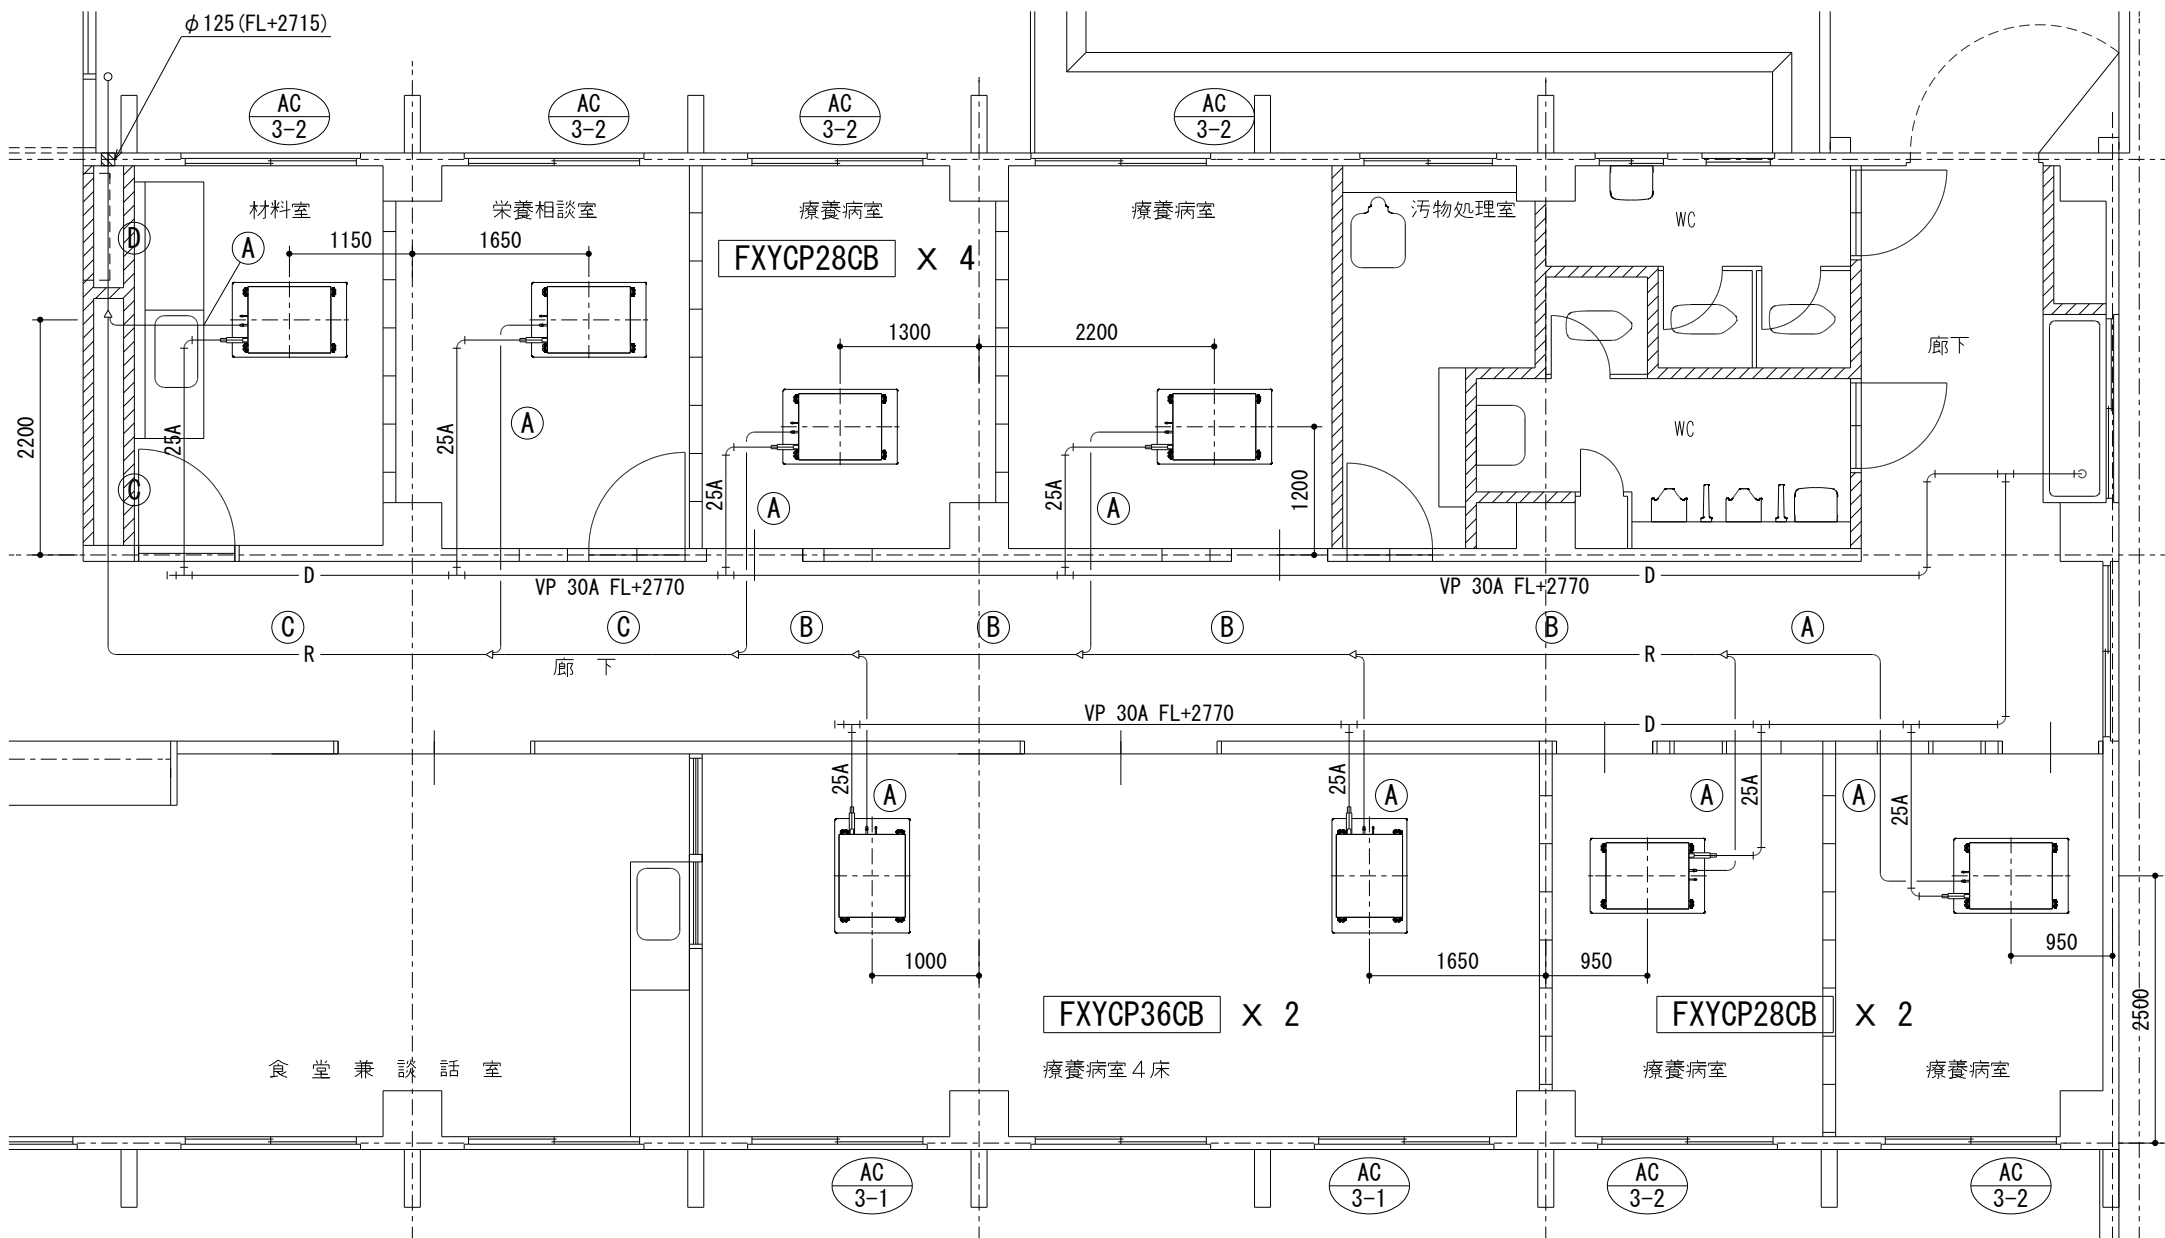 φ125(FL+2715)
AC
3-2
AC
3-2
AC
3-2
AC
3-2
材料室
栄養相談室
療養病室
療養病室
汚物処理室
WC
D
A
1150
1650
FXYCP28CB X 4
1300
2200
廊下
2200
25A
A
25A
WC
C
25A
A
25A
A
1200
D
VP 30A FL+2770
VP 30A FL+2770
D
C
C
B
B
B
B
A
R
廊 下
R
VP 30A FL+2770
D
25A
A
25A
A
A
25A
A
25A
1000
1650
950
950
FXYCP36CB X 2
FXYCP28CB X 2
2500
食 堂 兼 談 話 室
療養病室4床
療養病室
療養病室
AC
3-1
AC
3-1
AC
3-2
AC
3-2